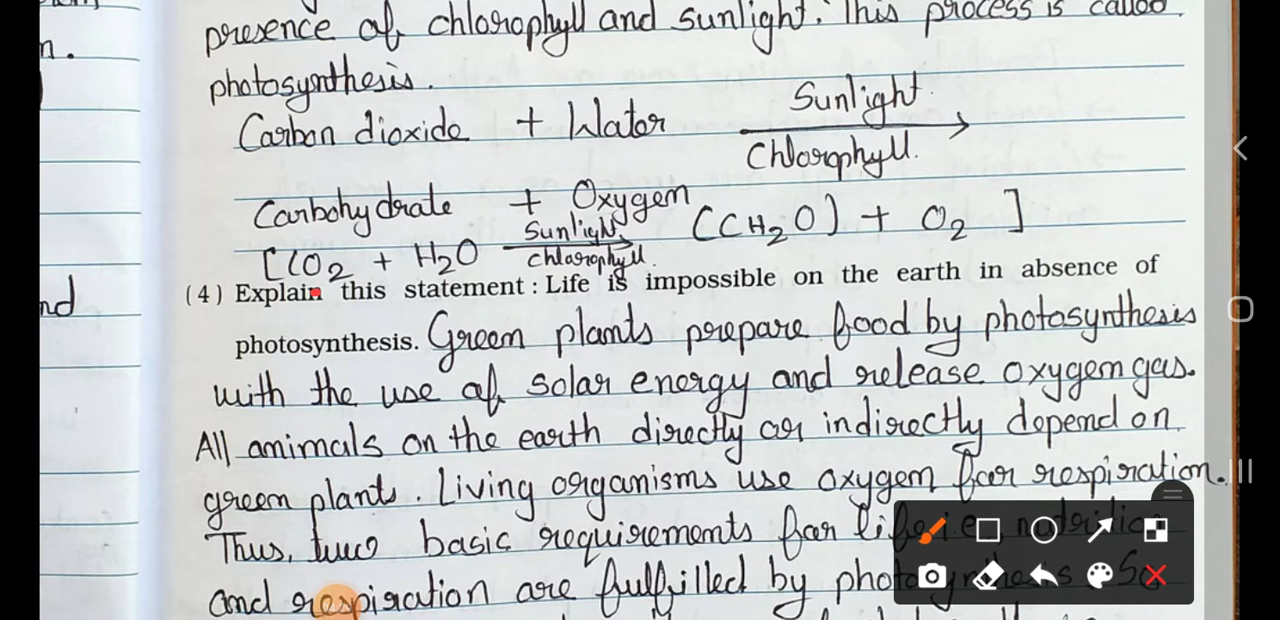 presence of chlorophyll and sunlight. This process is called
n.
photosynthesis.
Sunlight
Carbon dioxide + Water
Chlorophyll.
Carbohydrate + Oxygen
Sunlight
[CO2 + H2O (CH2O) + O2 ]
chlorophyll.
nd
(4) Explain this statement : Life is impossible on the earth in absence of
photosynthesis. Green plants prepare food by photosynthesis
with the use of solar energy and release oxygen gas.
All animals on the earth directly or indirectly depend on
green plants. Living organisms use oxygen for respiration.
Thus, two basic requirements for life i.e. nutrition
and respiration are fulfilled by photosynthesis. So